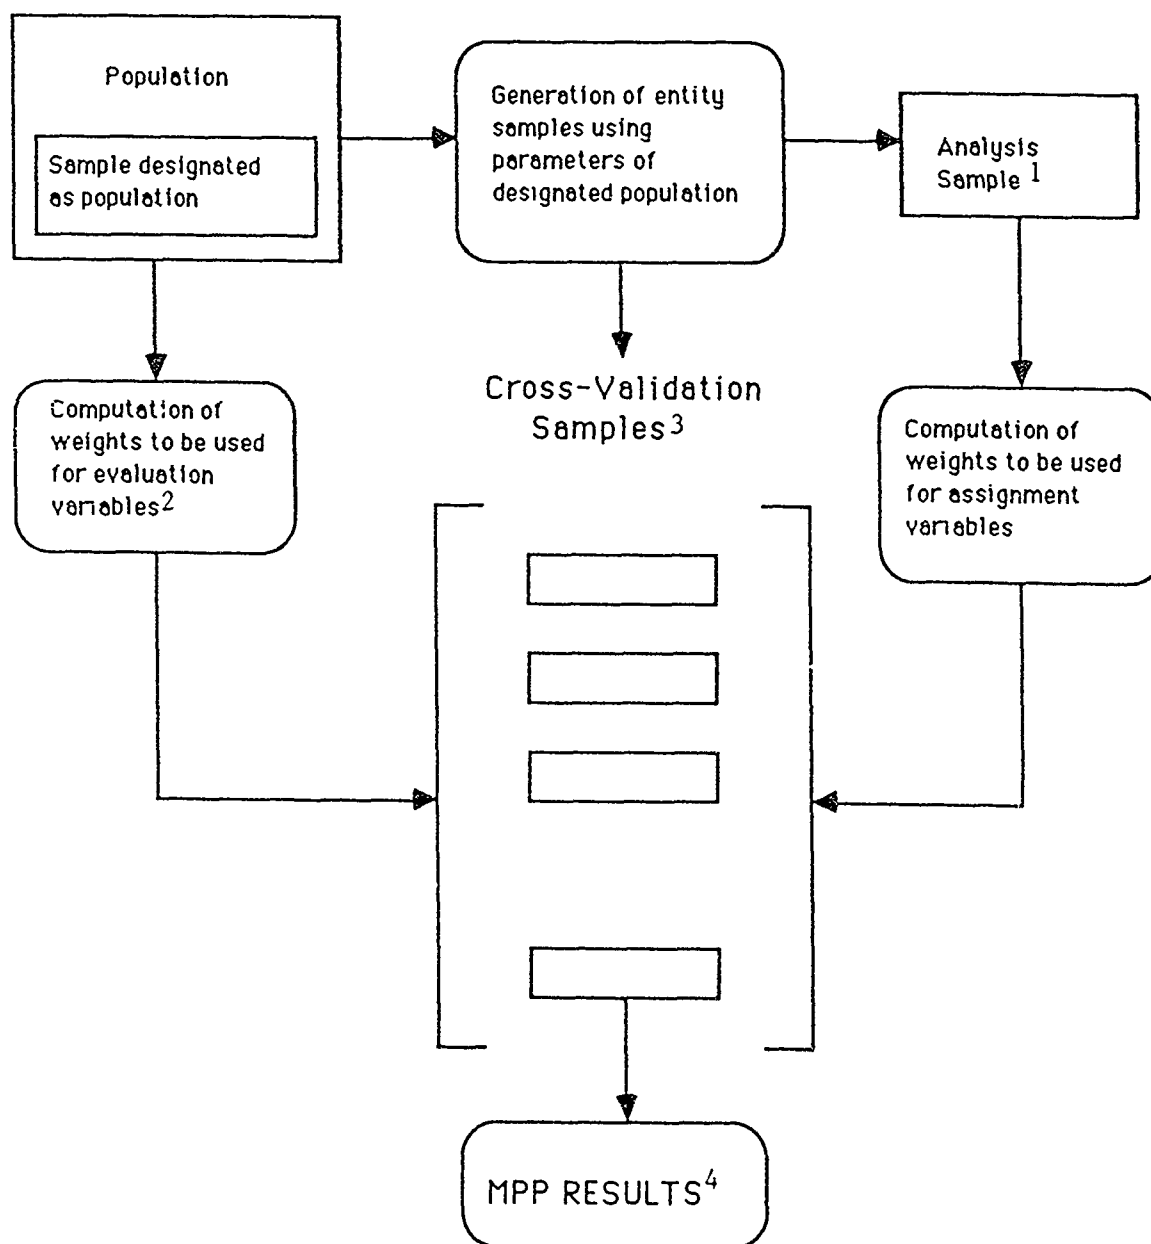 Population
Sample designated
as population
Generation of entity
samples using
parameters of
designated population
Analysis
Sample 1
Cross-Validation
Samples3
Computation of
weights to be used
for evaluation
variables2
Computation of
weights to be used
for assignment
variables
MPP RESULTS4